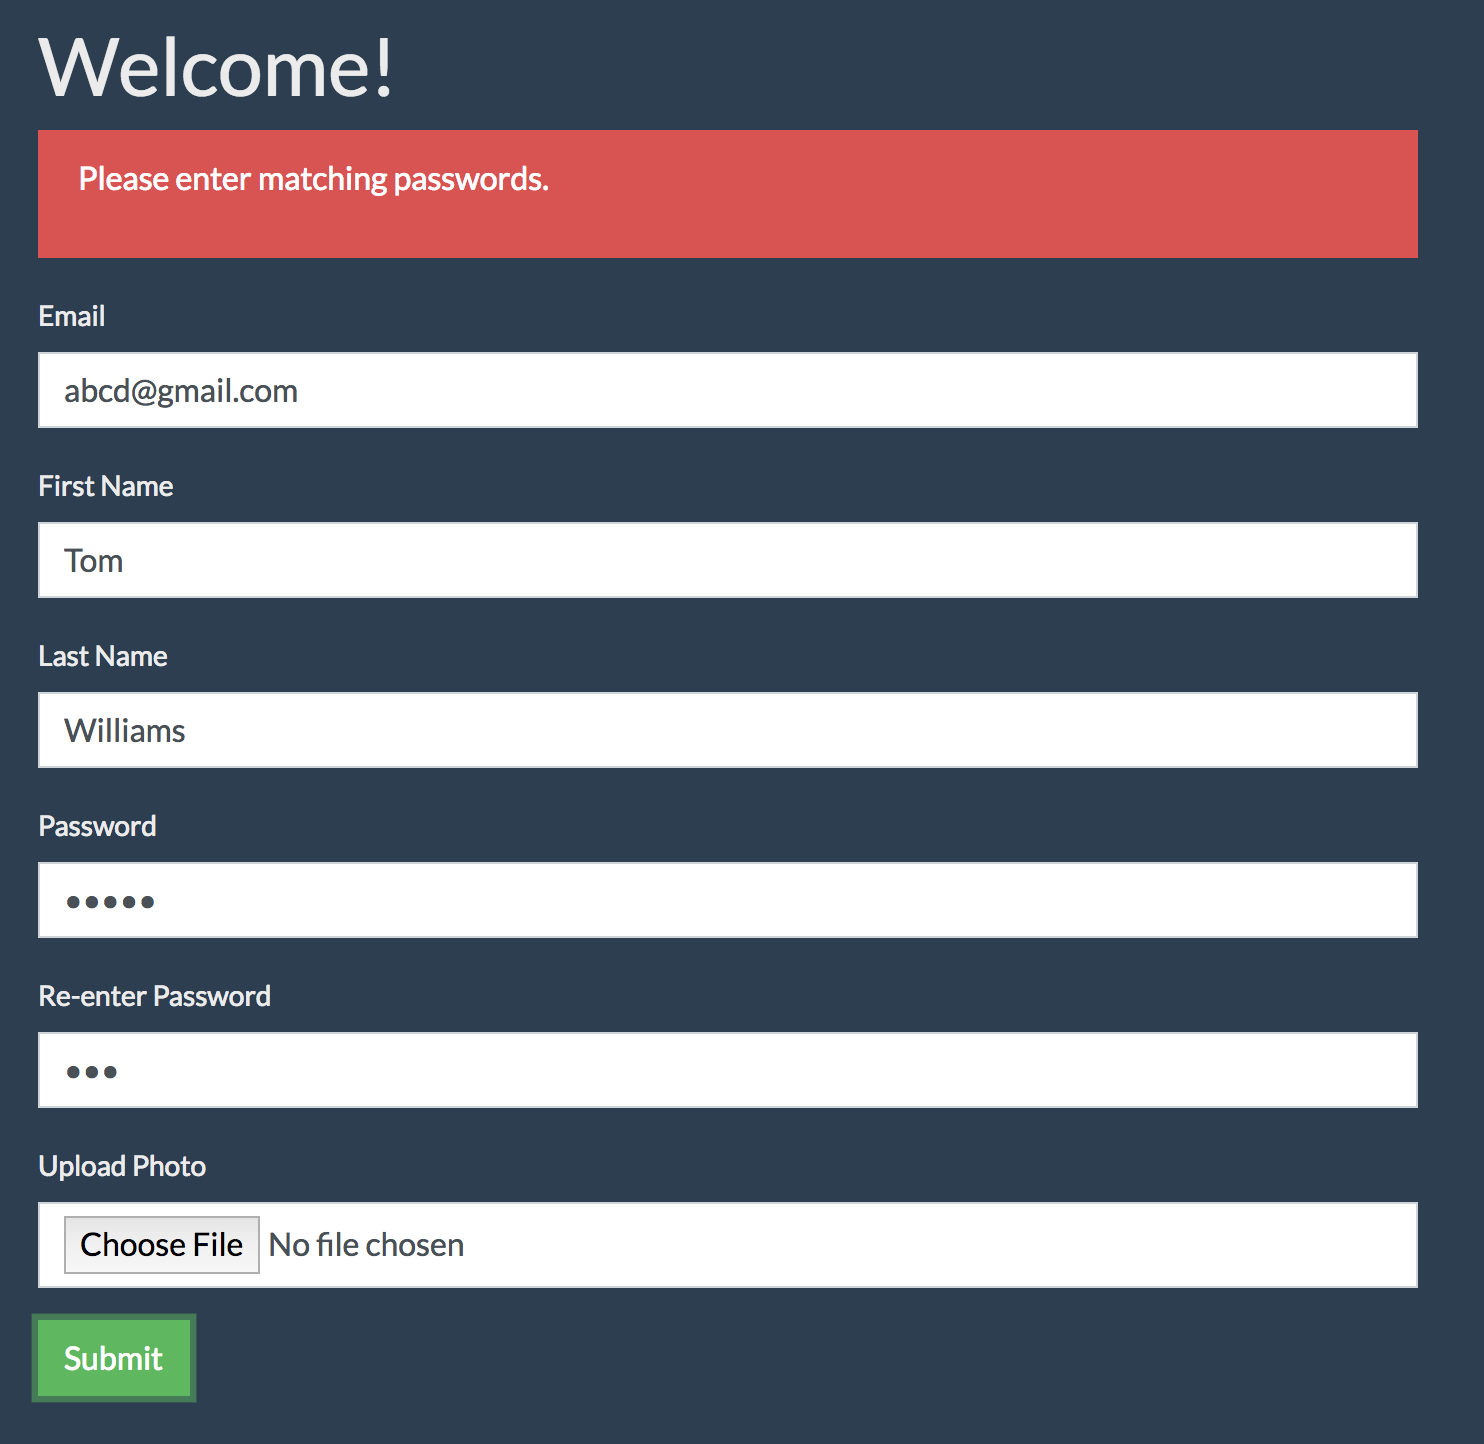 Welcome!
Please enter matching passwords.
Email
abcd@gmail.com
First Name
Tom
Last Name
Williams
Password
•••••
Re-enter Password
•••
Upload Photo
Choose File No file chosen
Submit